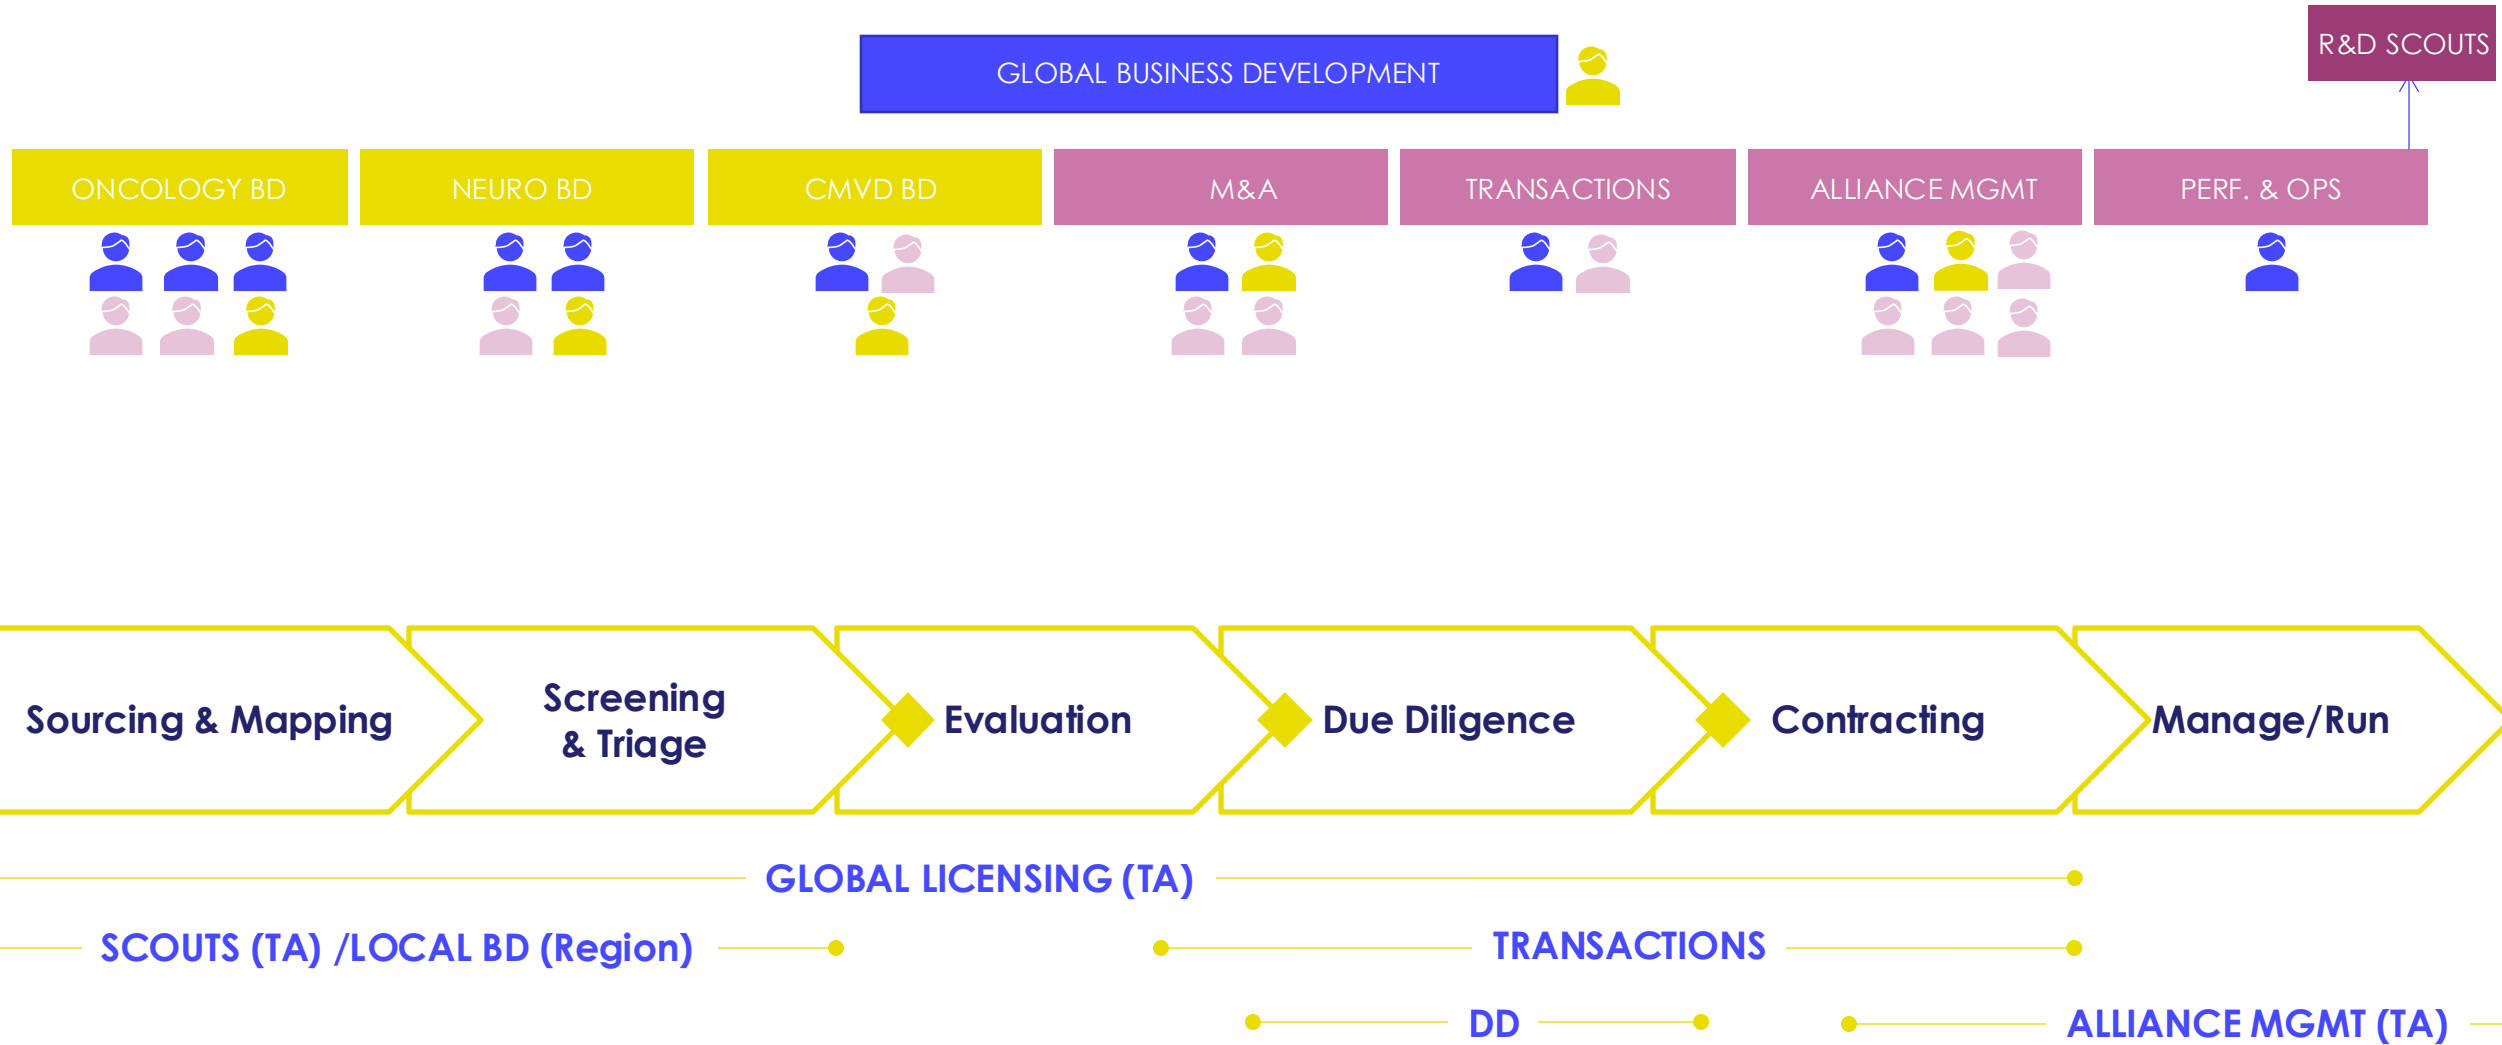 R&D SCOUTS
GLOBAL BUSINESS DEVELOPMENT
ONCOLOGY BD
NEURO BD
CMVD BD
M&A
TRANSACTIONS
ALLIANCE MGMT
PERF. & OPS
Sourcing & Mapping
Screening
& Triage
Evaluation
Due Diligence
Contracting
Manage/Run
GLOBAL LICENSING (TA)
SCOUTS (TA) /LOCAL BD (Region)
TRANSACTIONS
DD
ALLIANCE MGMT (TA)